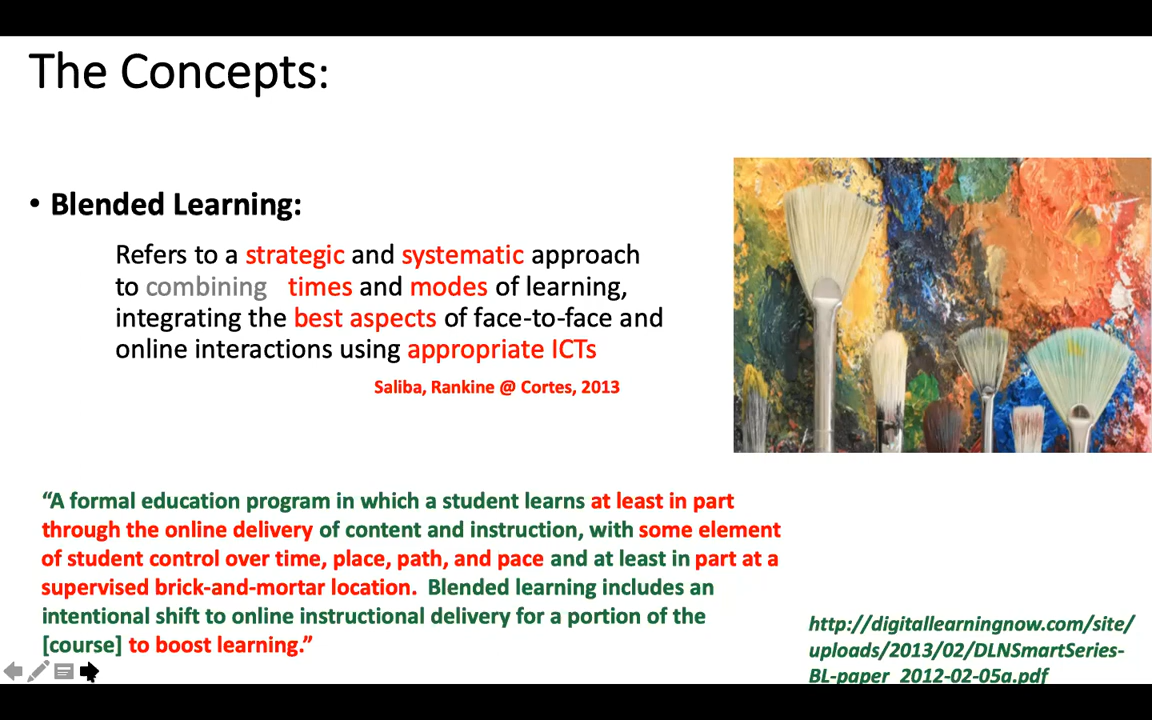 The Concepts:
• Blended Learning:
Refers to a strategic and systematic approach
to combining times and modes of learning,
integrating the best aspects of face-to-face and
online interactions using appropriate ICTs
Saliba, Rankine @ Cortes, 2013
“A formal education program in which a student learns at least in part
through the online delivery of content and instruction, with some element
of student control over time, place, path, and pace and at least in part at a
supervised brick-and-mortar location. Blended learning includes an
intentional shift to online instructional delivery for a portion of the
[course] to boost learning.”
http://digitallearningnow.com/site/
uploads/2013/02/DLNSmartSeries-
BL-paper_2012-02-05a.pdf